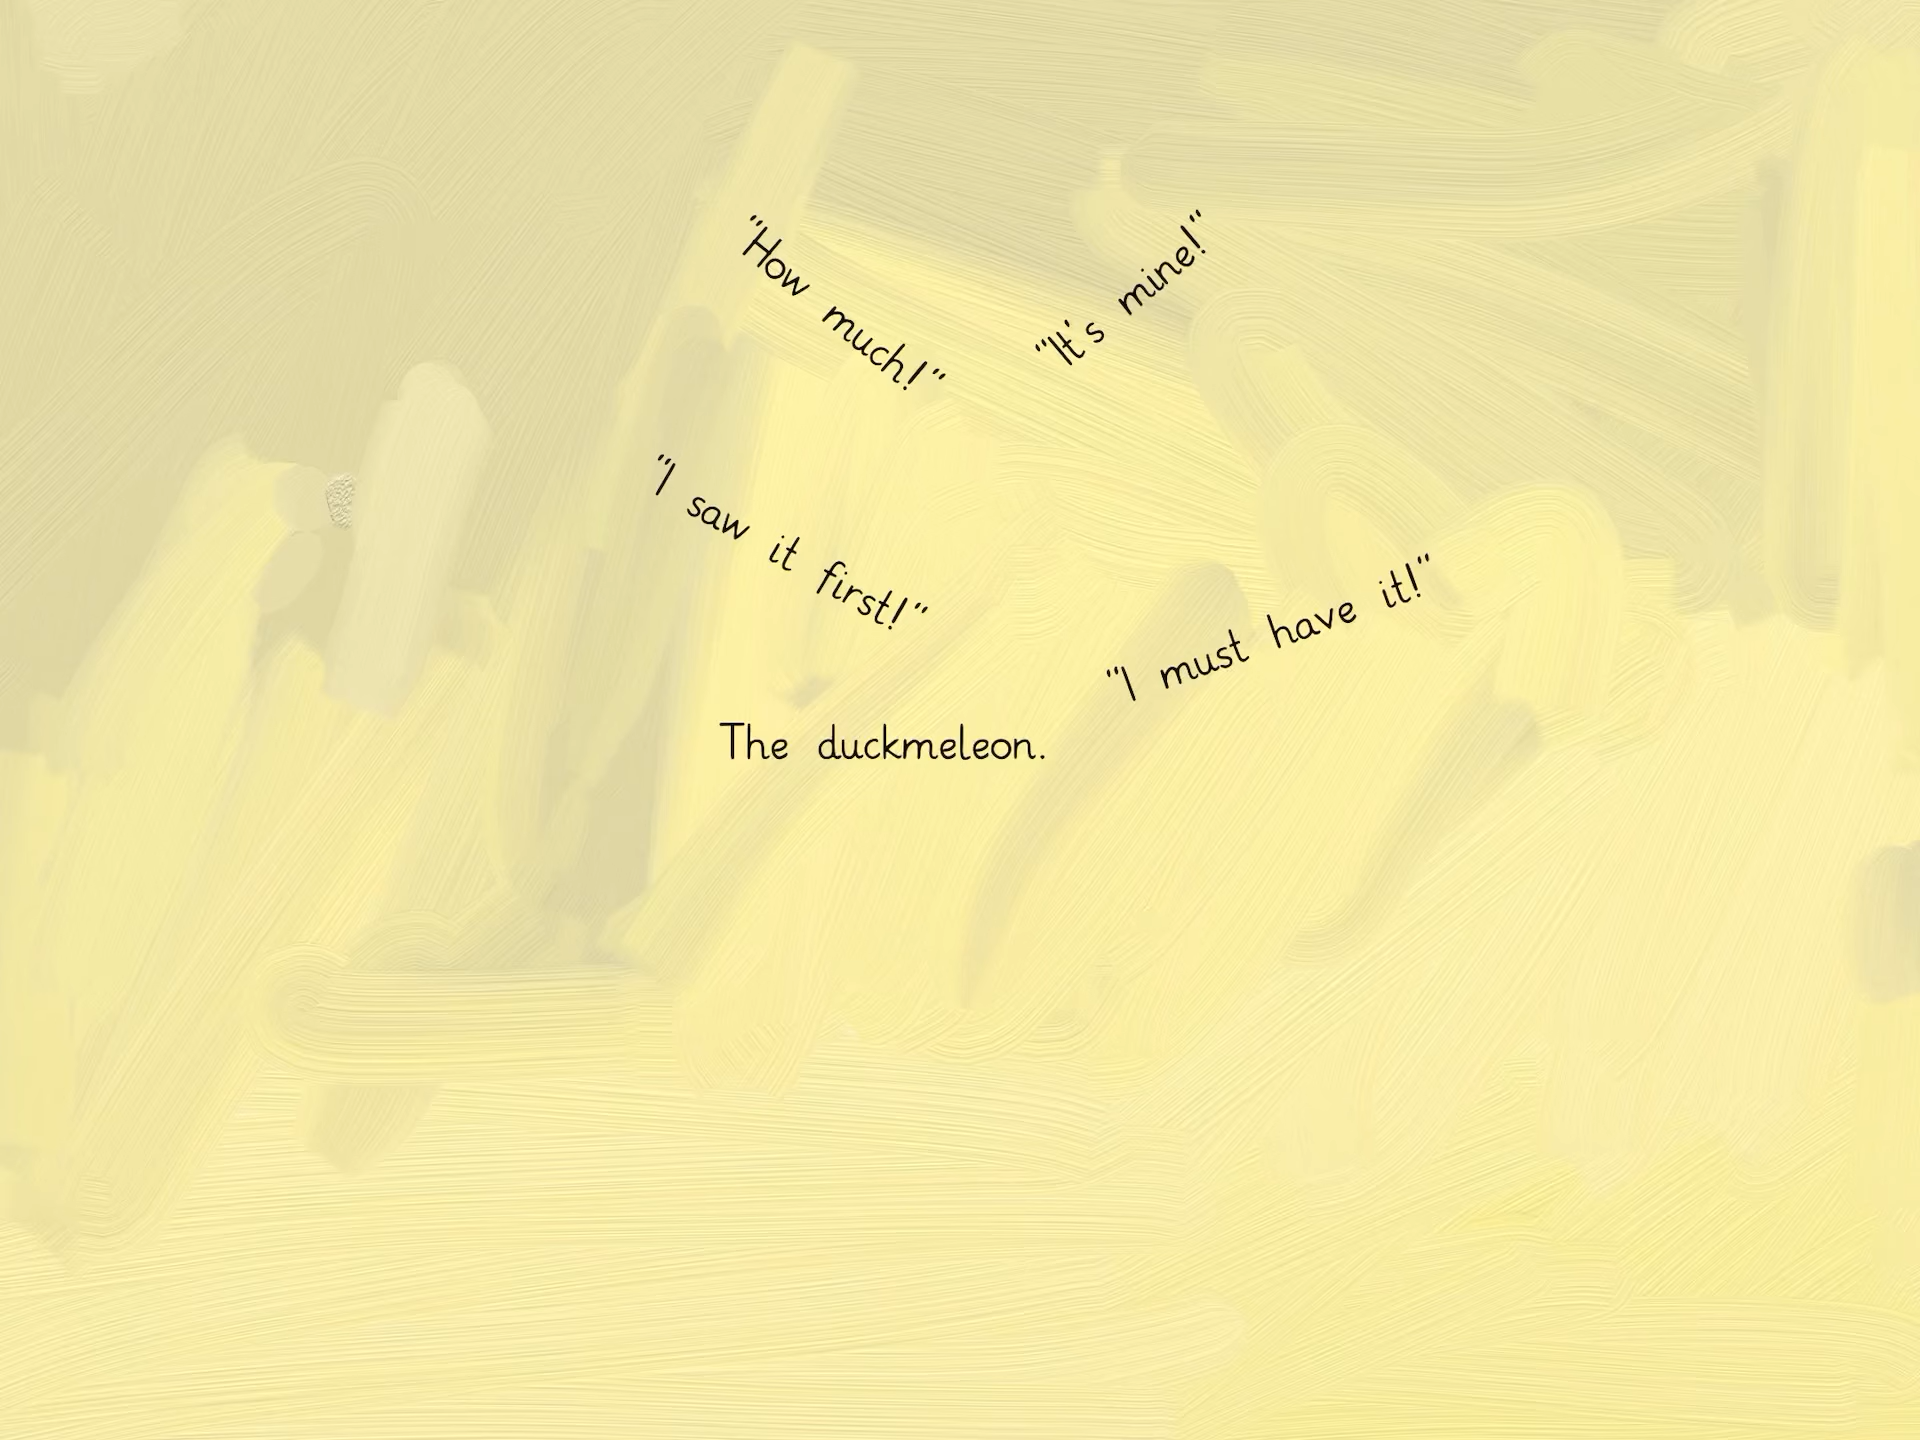 "How much!"
"It's mine!"
"I saw it first!"
"I must have it!"
The duckmeleon.